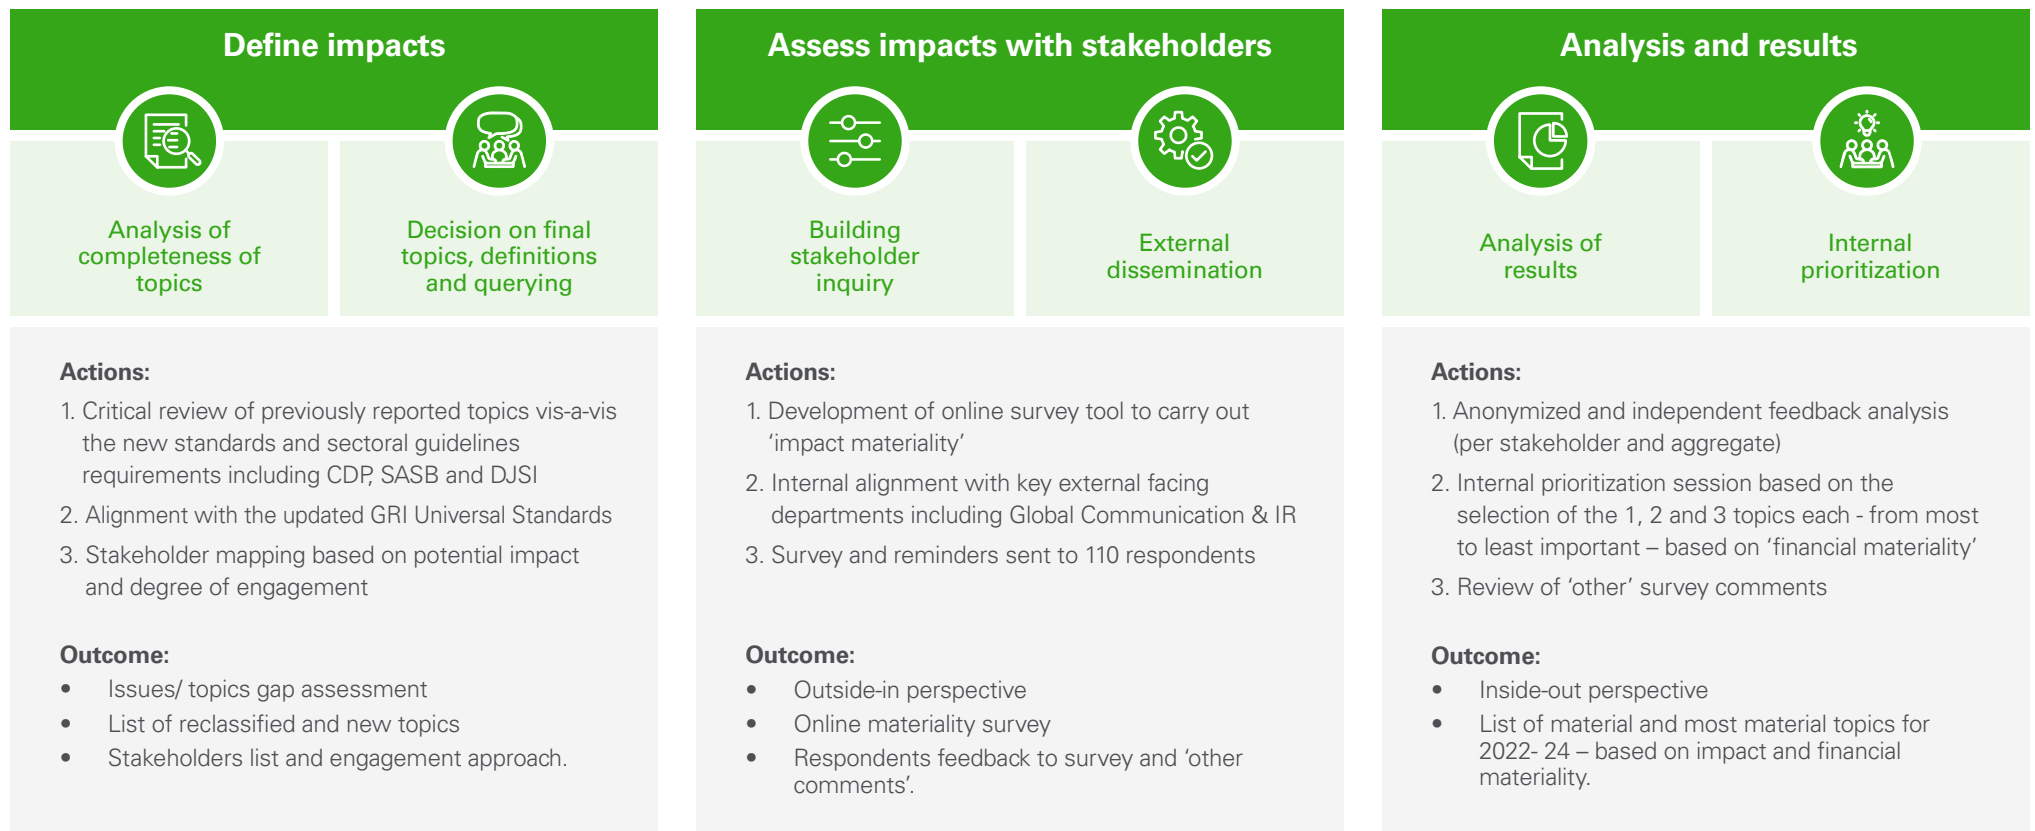 Define impacts
Analysis of
completeness of
topics
Decision on final
topics, definitions
and querying
Actions:
1. Critical review of previously reported topics vis-a-vis
the new standards and sectoral guidelines
requirements including CDP, SASB and DJSI
2. Alignment with the updated GRI Universal Standards
3. Stakeholder mapping based on potential impact
and degree of engagement
Outcome:
• Issues/ topics gap assessment
• List of reclassified and new topics
• Stakeholders list and engagement approach.
Assess impacts with stakeholders
Building
stakeholder
inquiry
External
dissemination
Actions:
1. Development of online survey tool to carry out
‘impact materiality’
2. Internal alignment with key external facing
departments including Global Communication & IR
3. Survey and reminders sent to 110 respondents
Outcome:
• Outside-in perspective
• Online materiality survey
• Respondents feedback to survey and ‘other
comments’.
Analysis and results
Analysis of
results
Internal
prioritization
Actions:
1. Anonymized and independent feedback analysis
(per stakeholder and aggregate)
2. Internal prioritization session based on the
selection of the 1, 2 and 3 topics each - from most
to least important – based on ‘financial materiality’
3. Review of ‘other’ survey comments
Outcome:
• Inside-out perspective
• List of material and most material topics for
2022- 24 – based on impact and financial
materiality.